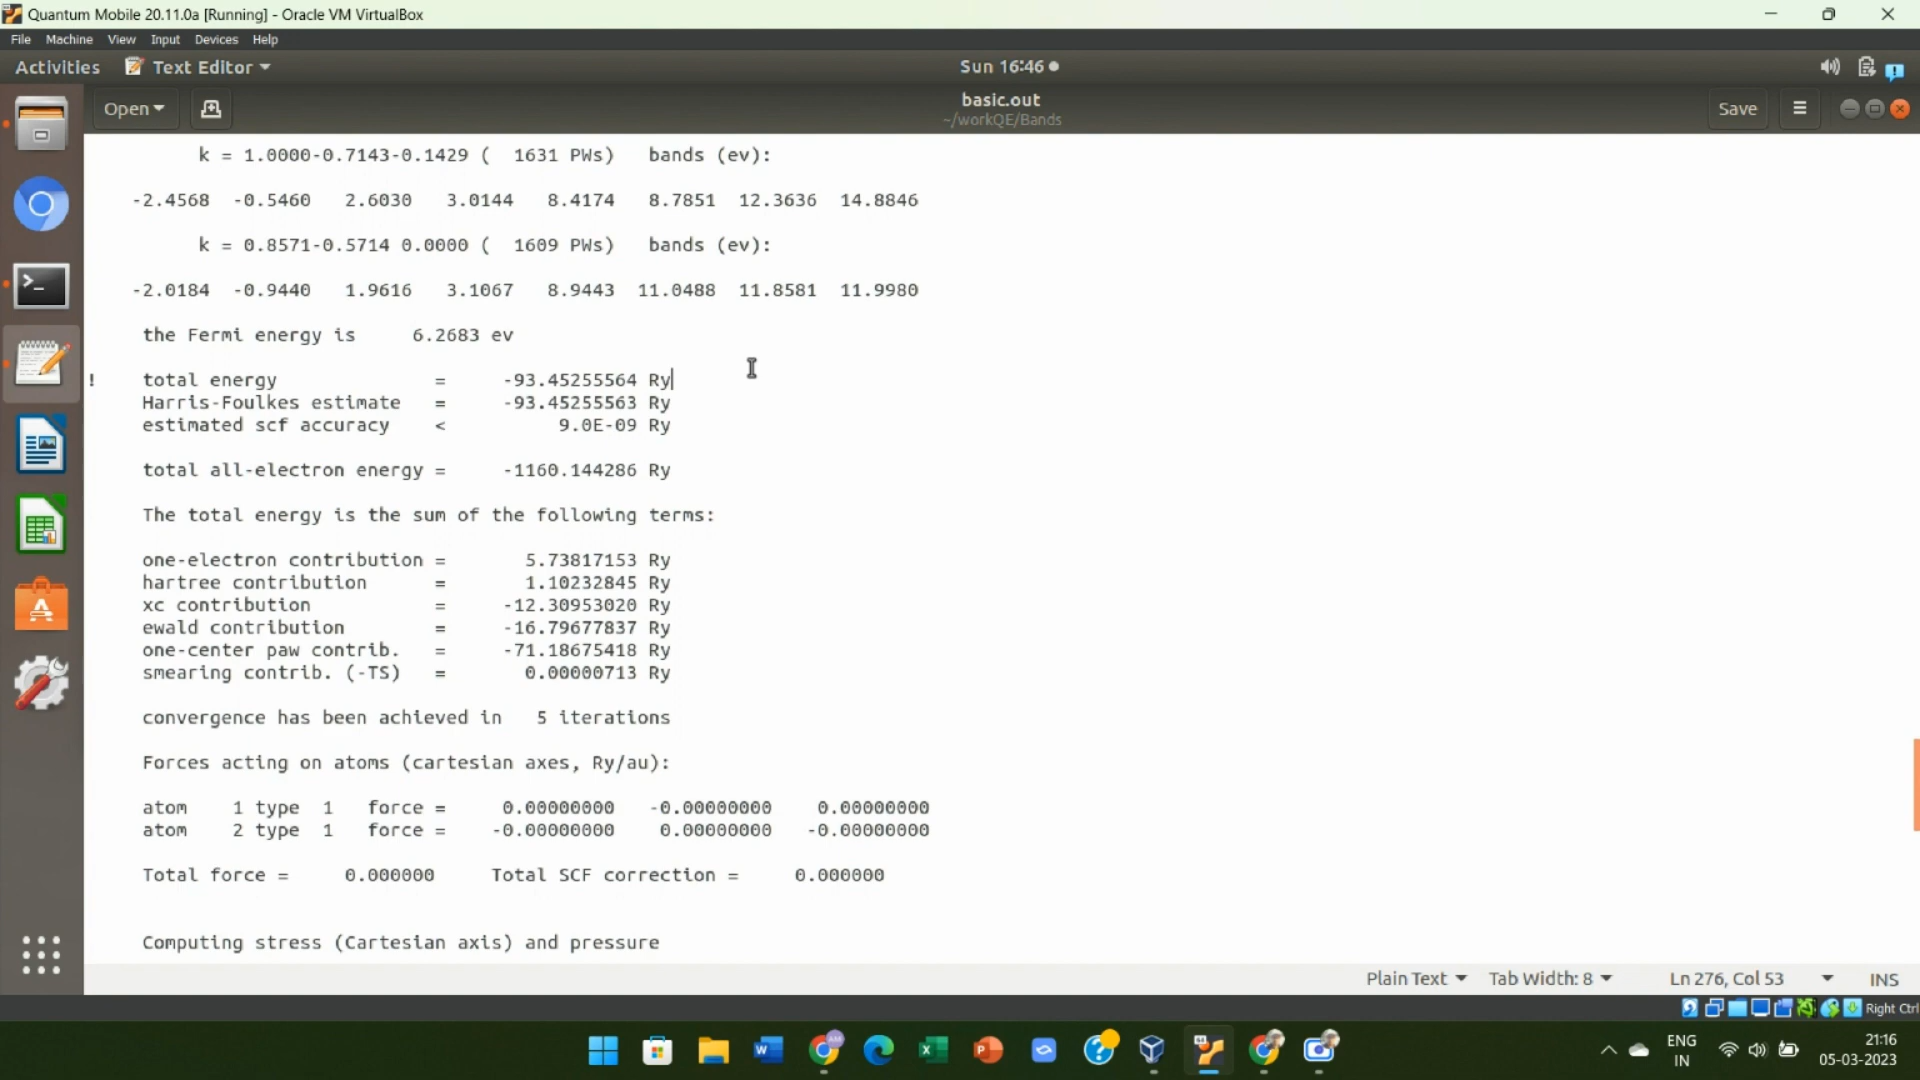 Quantum Mobile 20.11.0a [Running] - Oracle VM VirtualBox
File Machine View Input Devices Help
Activities Text Editor Sun 16:46
Open basic.out Save
~/workQE/Bands
k = 1.0000-0.7143-0.1429 ( 1631 PWs) bands (ev):
-2.4568 -0.5460 2.6030 3.0144 8.4174 8.7851 12.3636 14.8846
k = 0.8571-0.5714 0.0000 ( 1609 PWs) bands (ev):
-2.0184 -0.9440 1.9616 3.1067 8.9443 11.0488 11.8581 11.9980
the Fermi energy is 6.2683 ev
! total energy = -93.45255564 Ry
Harris-Foulkes estimate = -93.45255563 Ry
estimated scf accuracy < 9.0E-09 Ry
total all-electron energy = -1160.144286 Ry
The total energy is the sum of the following terms:
one-electron contribution = 5.73817153 Ry
hartree contribution = 1.10232845 Ry
xc contribution = -12.30953020 Ry
ewald contribution = -16.79677837 Ry
one-center paw contrib. = -71.18675418 Ry
smearing contrib. (-TS) = 0.00000713 Ry
convergence has been achieved in 5 iterations
Forces acting on atoms (cartesian axes, Ry/au):
atom 1 type 1 force = 0.00000000 -0.00000000 0.00000000
atom 2 type 1 force = -0.00000000 0.00000000 -0.00000000
Total force = 0.000000 Total SCF correction = 0.000000
Computing stress (Cartesian axis) and pressure
Plain Text Tab Width: 8 Ln 276, Col 53 INS
Right Ctrl
ENG
IN
21:16
05-03-2023